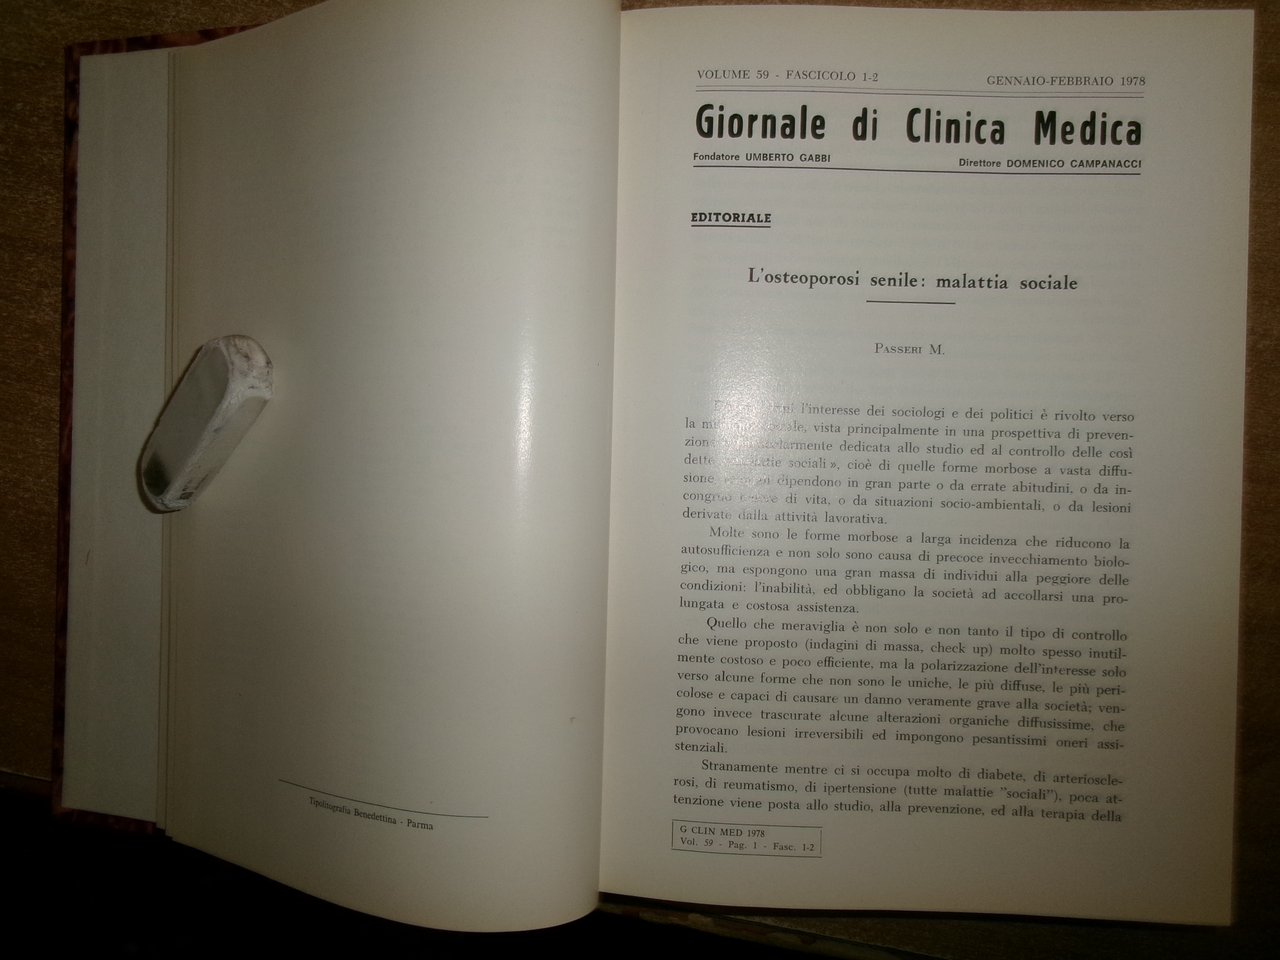 Tipolitografia Benedettina - Parma
VOLUME 59 - FASCICOLO 1-2
GENNAIO-FEBBRAIO 1978
Giornale di Clinica Medica
Fondatore UMBERTO GABBI
Direttore DOMENICO CAMPANACCI
EDITORIALE
L'osteoporosi senile: malattia sociale
PASSERI M.
l'interesse dei sociologi e dei politici è rivolto verso
la vista principalmente in una prospettiva di preven-
dedicata allo studio ed al controllo delle così
dette sociali», cioè di quelle forme morbose a vasta diffu-
sione, dipendono in gran parte o da errate abitudini, o da in-
di vita, o da situazioni socio-ambientali, o da lesioni
derivate dalla attività lavorativa.
Molte sono le forme morbose a larga incidenza che riducono la
autosufficienza e non solo sono causa di precoce invecchiamento biolo-
gico, ma espongono una gran massa di individui alla peggiore delle
condizioni: l'inabilità, ed obbligano la società ad accollarsi una pro-
lungata e costosa assistenza.
Quello che meraviglia è non solo e non tanto il tipo di controllo
che viene proposto (indagini di massa, check up) molto spesso inutil-
mente costoso e poco efficiente, ma la polarizzazione dell'interesse solo
verso alcune forme che non sono le uniche, le più diffuse, le più peri-
colose e capaci di causare un danno veramente grave alla società; ven-
gono invece trascurate alcune alterazioni organiche diffusissime, che
provocano lesioni irreversibili ed impongono pesantissimi oneri assi-
stenziali.
Stranamente mentre ci si occupa molto di diabete, di arterioscle-
rosi, di reumatismo, di ipertensione (tutte malattie "sociali"), poca at-
tenzione viene posta allo studio, alla prevenzione, ed alla terapia della
G CLIN MED 1978
Vol. 59 - Pag. 1 - Fasc. 1-2